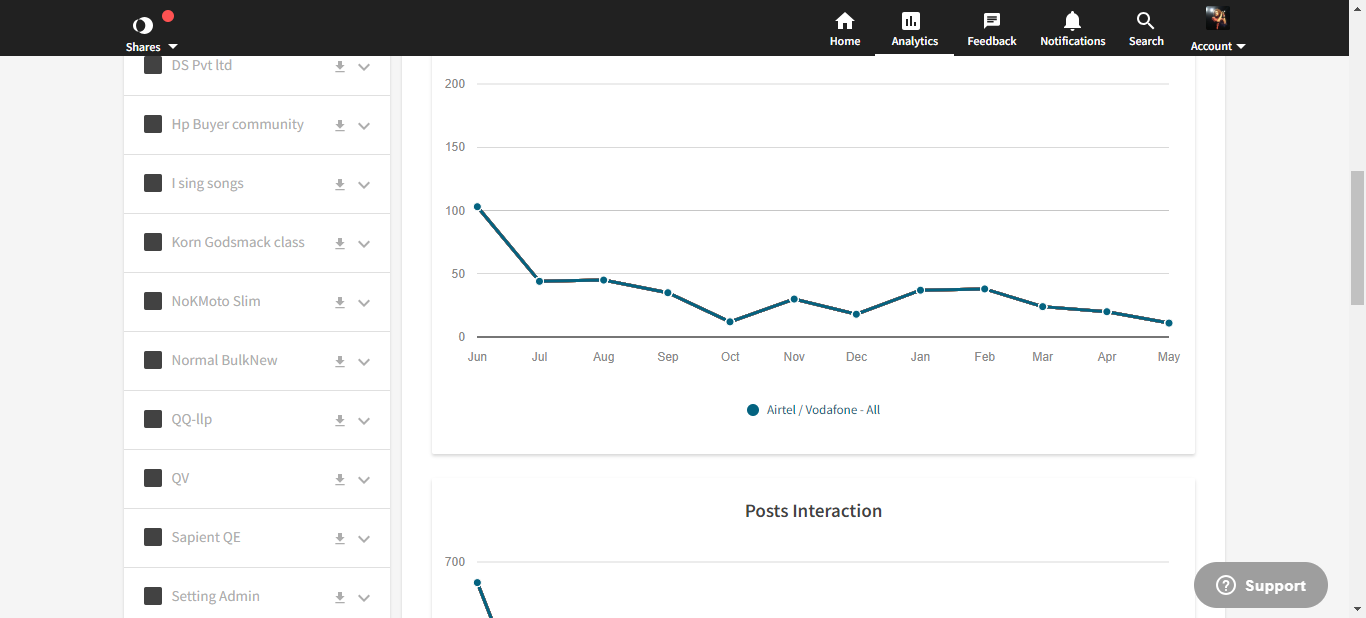 Shares
Home
Analytics
Feedback
Notifications
Search
Account
DS Pvt ltd
Hp Buyer community
I sing songs
Korn Godsmack class
NoKMoto Slim
Normal BulkNew
QQ-llp
QV
Sapient QE
Setting Admin
200
150
100
50
0
Jun Jul Aug Sep Oct Nov Dec Jan Feb Mar Apr May
Airtel / Vodafone - All
Posts Interaction
700
Support